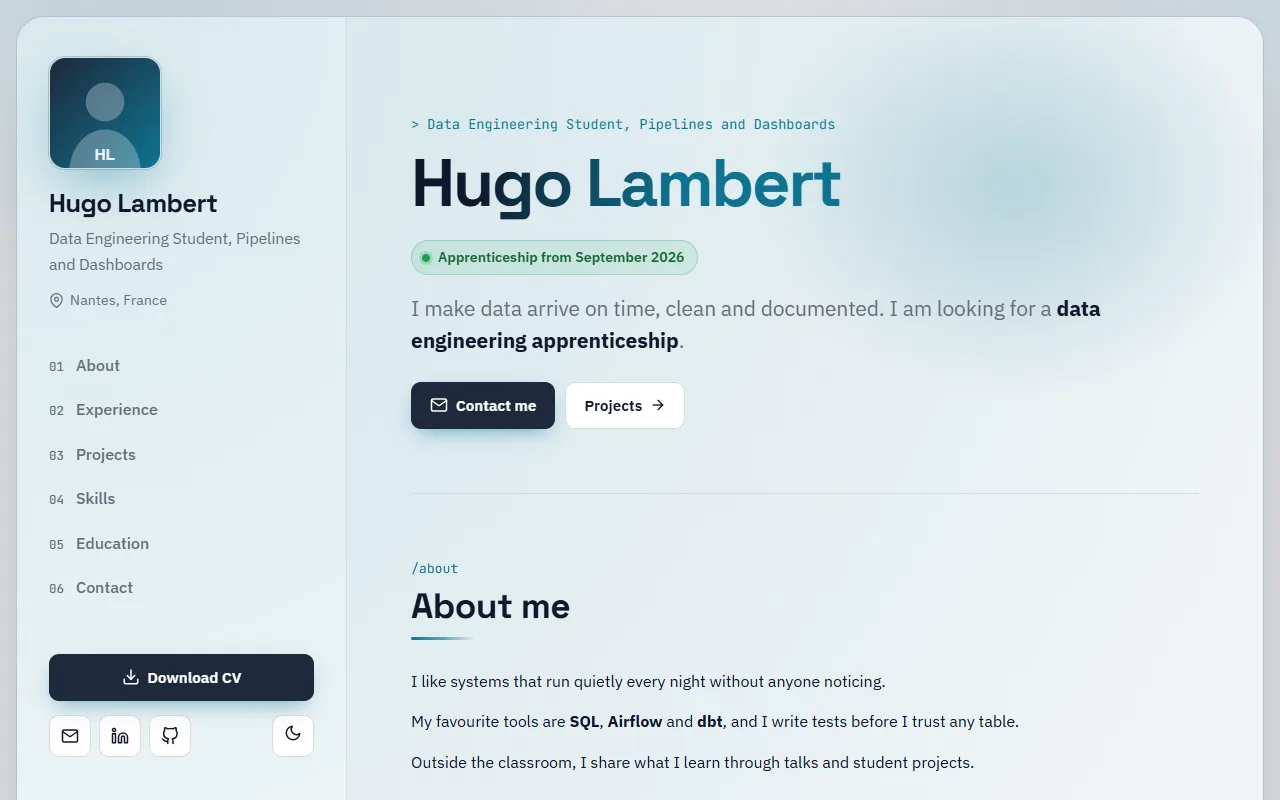 HL
Hugo Lambert
Data Engineering Student, Pipelines
and Dashboards
Nantes, France
01 About
02 Experience
03 Projects
04 Skills
05 Education
06 Contact
Download CV
> Data Engineering Student, Pipelines and Dashboards
Hugo Lambert
Apprenticeship from September 2026
I make data arrive on time, clean and documented. I am looking for a data
engineering apprenticeship.
Contact me
Projects
/about
About me
I like systems that run quietly every night without anyone noticing.
My favourite tools are SQL, Airflow and dbt, and I write tests before I trust any table.
Outside the classroom, I share what I learn through talks and student projects.